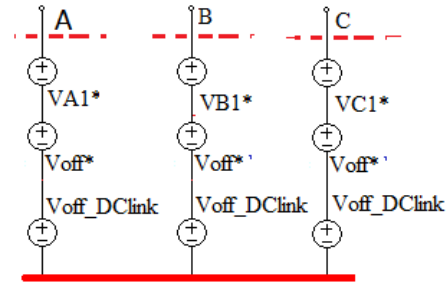 A B C
VA1* VB1* VC1*
Voff* Voff* Voff*
Voff_DClink Voff_DClink Voff_DClink